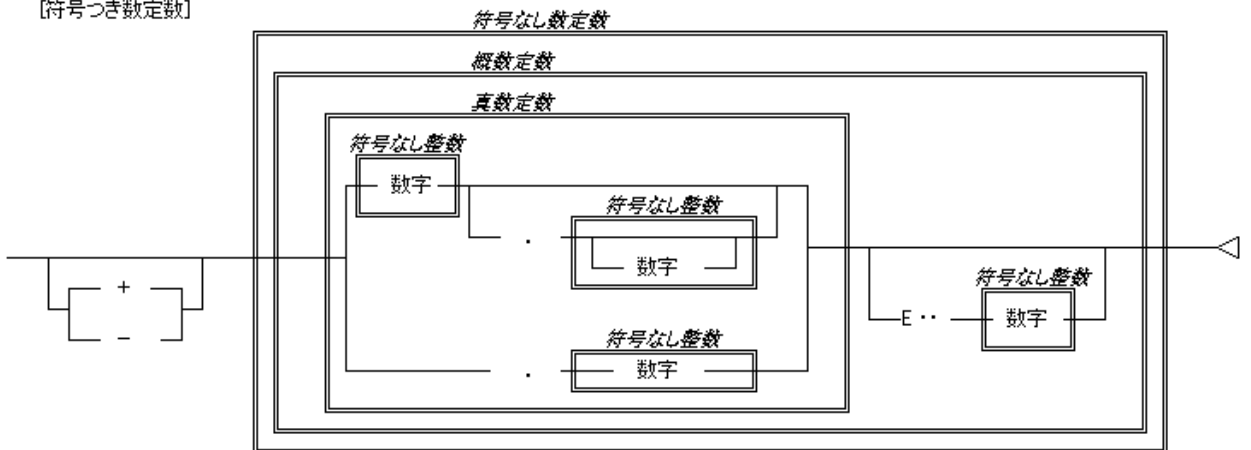 [符号つき数定数]
符号なし数定数
概数定数
真数定数
符号なし整数
数字
符号なし整数
.
数字
+
-
符号なし整数
E ‥
数字
符号なし整数
.
数字